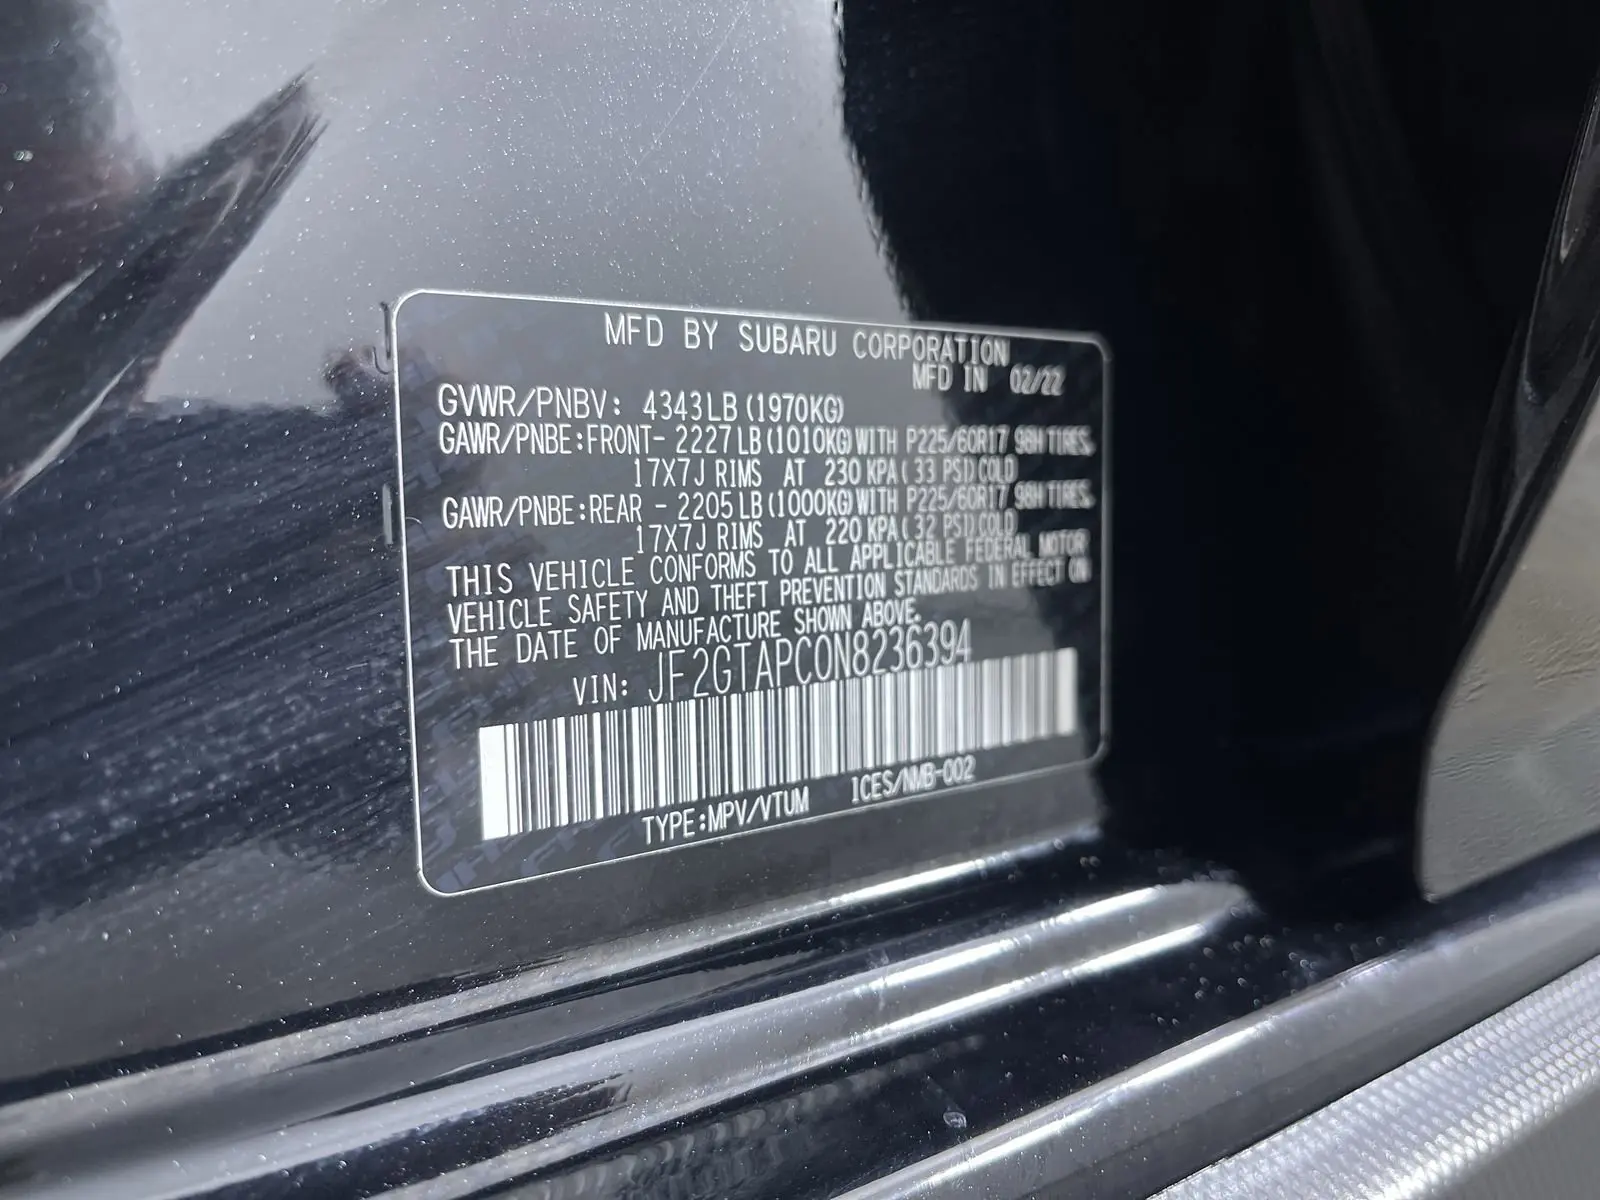 MFD BY SUBARU CORPORATION
MFD IN 02/22
GVWR/PNBV: 4343LB (1970KG)
GAWR/PNBE:FRONT- 2227LB (1010KG) WITH P225/60R17 98H TIRES,
17X7J RIMS AT 230 KPA (33 PSI) COLD
GAWR/PNBE:REAR - 2205LB (1000KG) WITH P225/60R17 98H TIRES,
17X7J RIMS AT 220 KPA (32 PSI) COLD
THIS VEHICLE CONFORMS TO ALL APPLICABLE FEDERAL MOTOR
VEHICLE SAFETY AND THEFT PREVENTION STANDARDS IN EFFECT ON
THE DATE OF MANUFACTURE SHOWN ABOVE.
VIN: JF2GTAPC0N8236394
TYPE:MPV/VTUM ICES/NMB-002